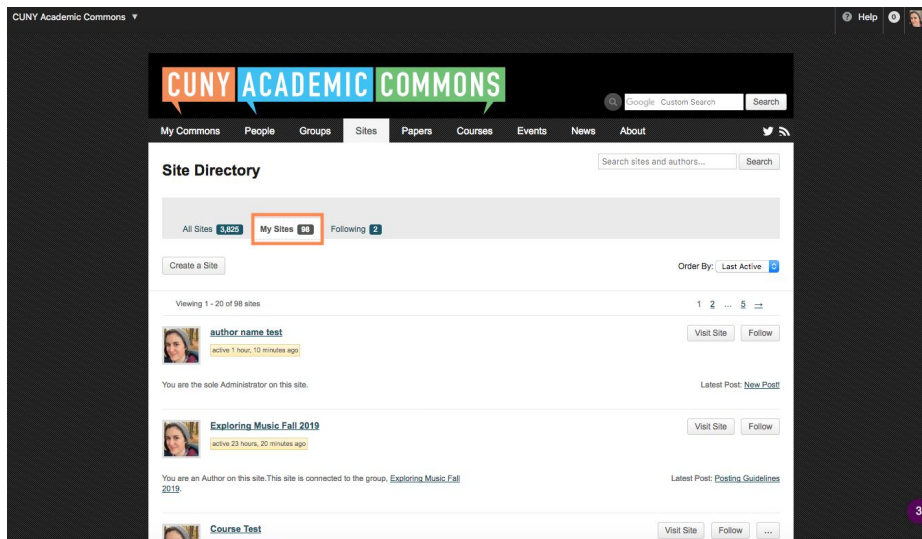 CUNY Academic Commons ▼ Help 0
CUNY ACADEMIC COMMONS
Google Custom Search Search
My Commons People Groups Sites Papers Courses Events News About
Site Directory
Search sites and authors... Search
All Sites 3,825 My Sites 98 Following 2
Create a Site Order By: Last Active
Viewing 1 - 20 of 98 sites 1 2 ... 5 →
author name test Visit Site Follow
active 1 hour, 10 minutes ago
You are the sole Administrator on this site. Latest Post: New Post!
Exploring Music Fall 2019 Visit Site Follow
active 23 hours, 20 minutes ago
You are an Author on this site.This site is connected to the group, Exploring Music Fall Latest Post: Posting Guidelines
2019.
3
Course Test Visit Site Follow ...